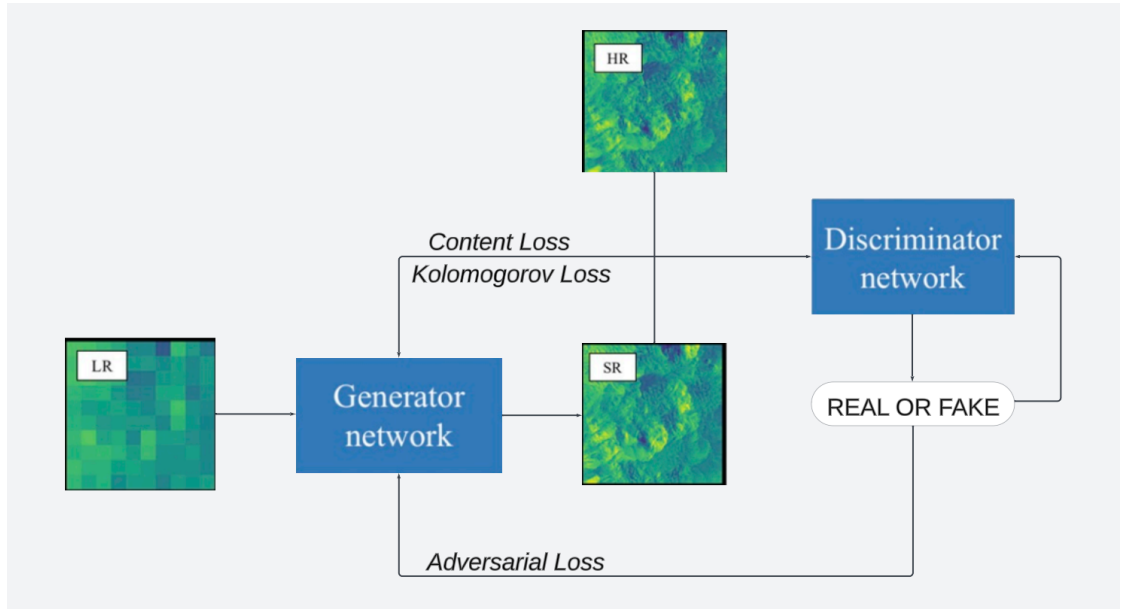 HR
Discriminator
network
Content Loss
Kolomogorov Loss
LR
Generator
network
SR
REAL OR FAKE
Adversarial Loss